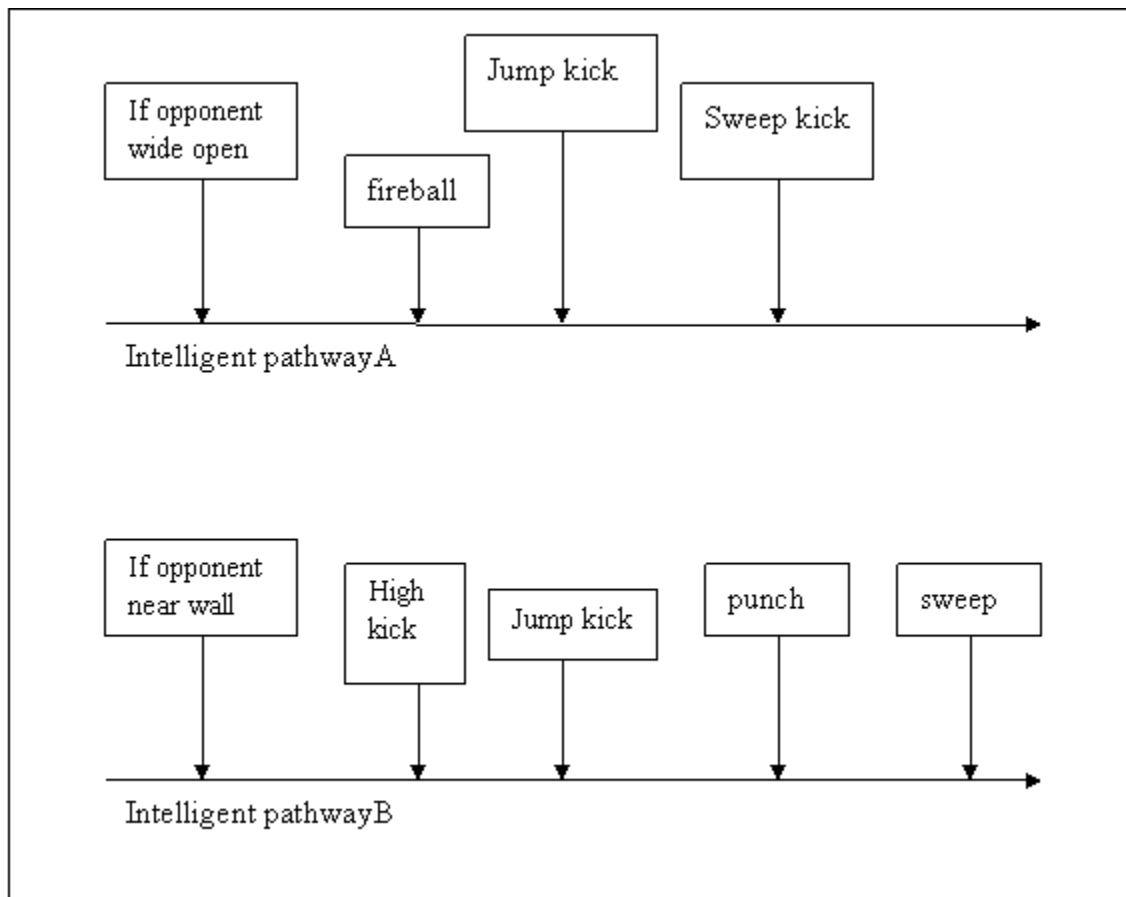 Jump kick
If opponent
wide open
Sweep kick
fireball
Intelligent pathwayA
If opponent
near wall
High
kick
Jump kick
punch
sweep
Intelligent pathwayB